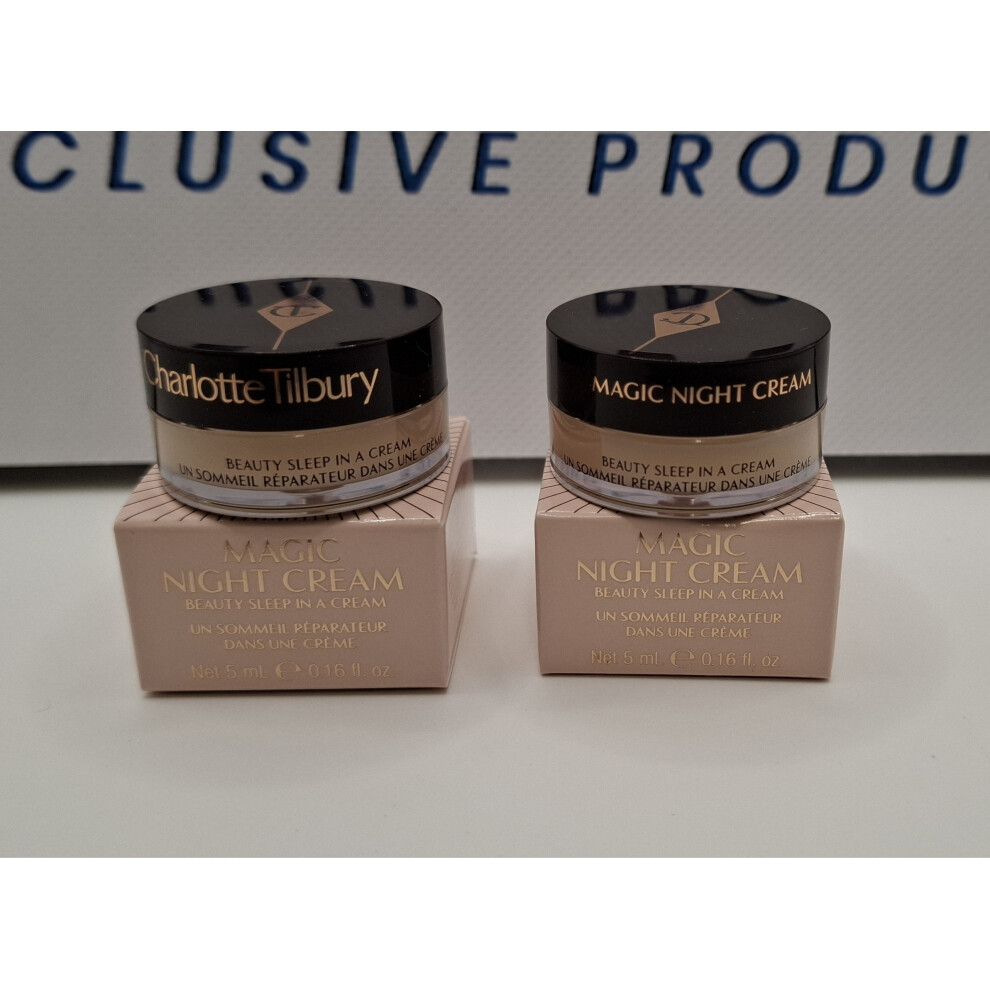 CLUSIVE PRODU
CT
Charlotte Tilbury
BEAUTY SLEEP IN A CREAM
UN SOMMEIL RÉPARATEUR DANS UNE CRÈME
MAGIC
NIGHT CREAM
BEAUTY SLEEP IN A CREAM
UN SOMMEIL RÉPARATEUR
DANS UNE CRÈME
Net 5 mL e 0.16 fl. oz.
CT
MAGIC NIGHT CREAM
BEAUTY SLEEP IN A CREAM
UN SOMMEIL RÉPARATEUR DANS UNE CRÈME
MAGIC
NIGHT CREAM
BEAUTY SLEEP IN A CREAM
UN SOMMEIL RÉPARATEUR
DANS UNE CRÈME
Net 5 mL e 0.16 fl. oz.